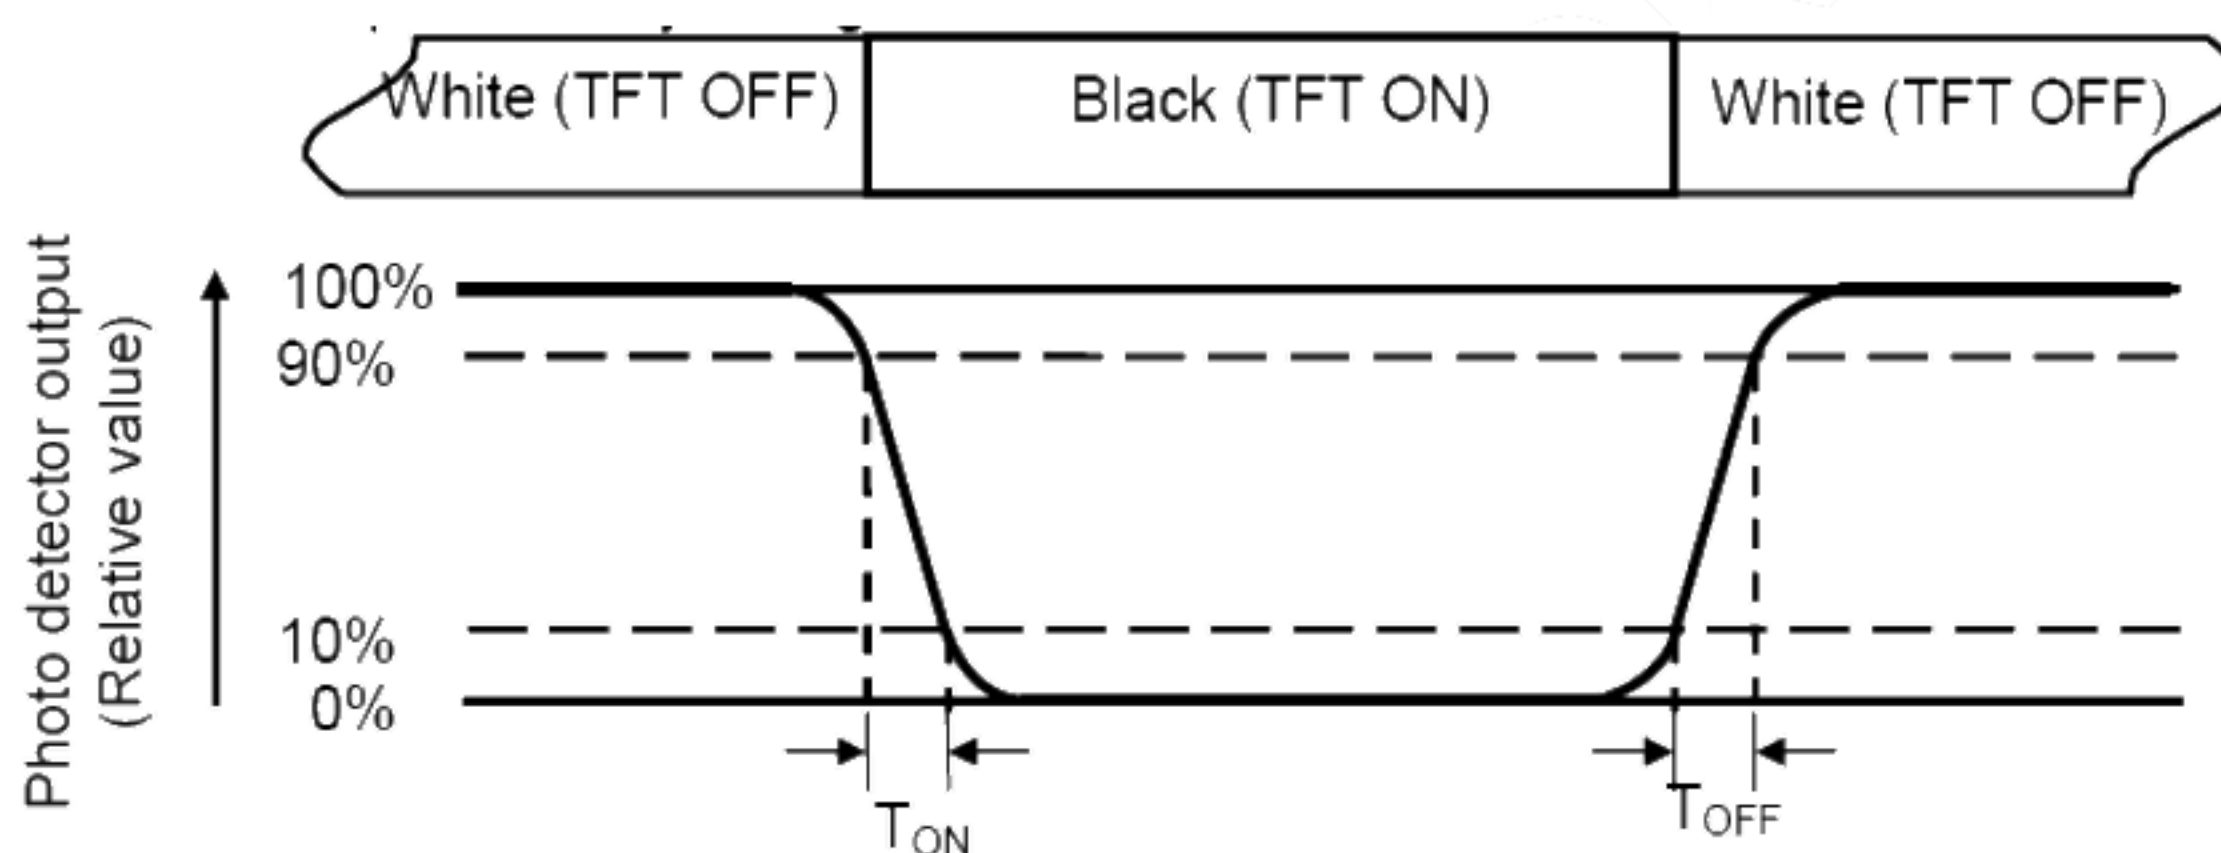 White (TFT OFF)
Black (TFT ON)
White (TFT OFF)
Photo detector output
(Relative value)
100%
90%
10%
0%
TON
TOFF